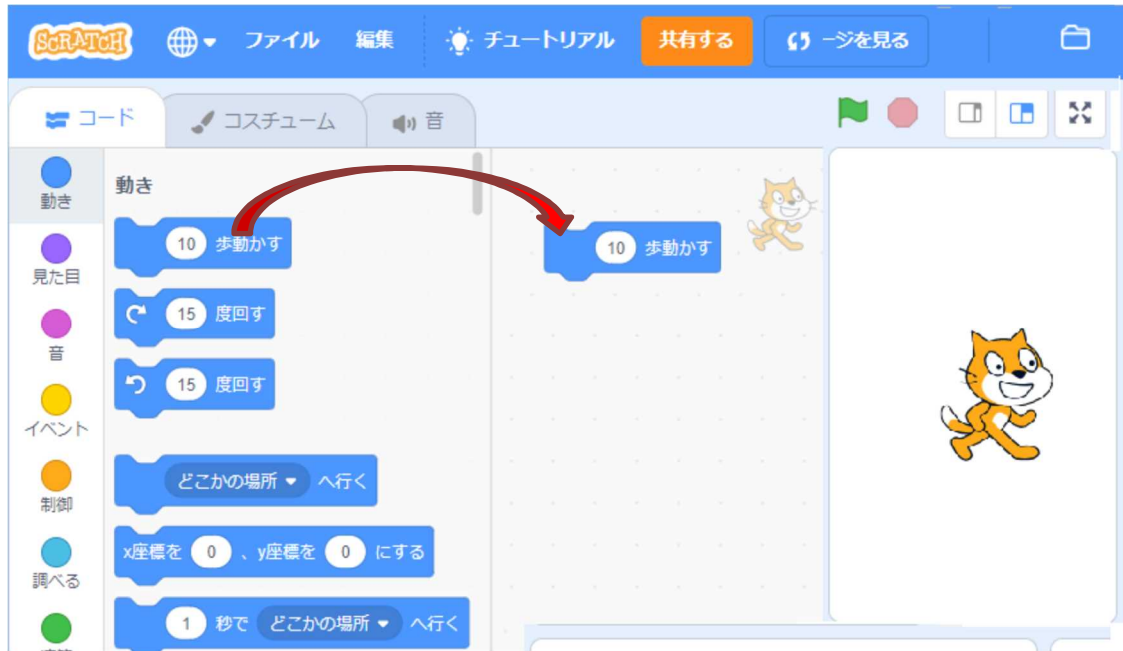 SCRATCH ファイル 編集 チュートリアル 共有する ージを見る
コード コスチューム 音
動き
見た目
音
イベント
制御
調べる
動き
10 歩動かす
15 度回す
15 度回す
どこかの場所 へ行く
x座標を 0 、y座標を 0 にする
1 秒で どこかの場所 へ行く
10 歩動かす